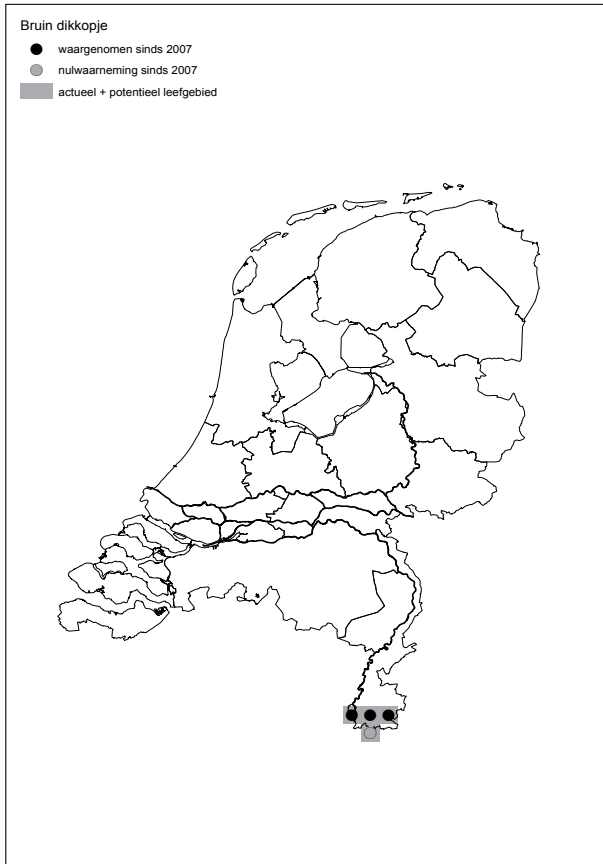 Bruin dikkopje
waargenomen sinds 2007
nulwaarneming sinds 2007
actueel + potentieel leefgebied